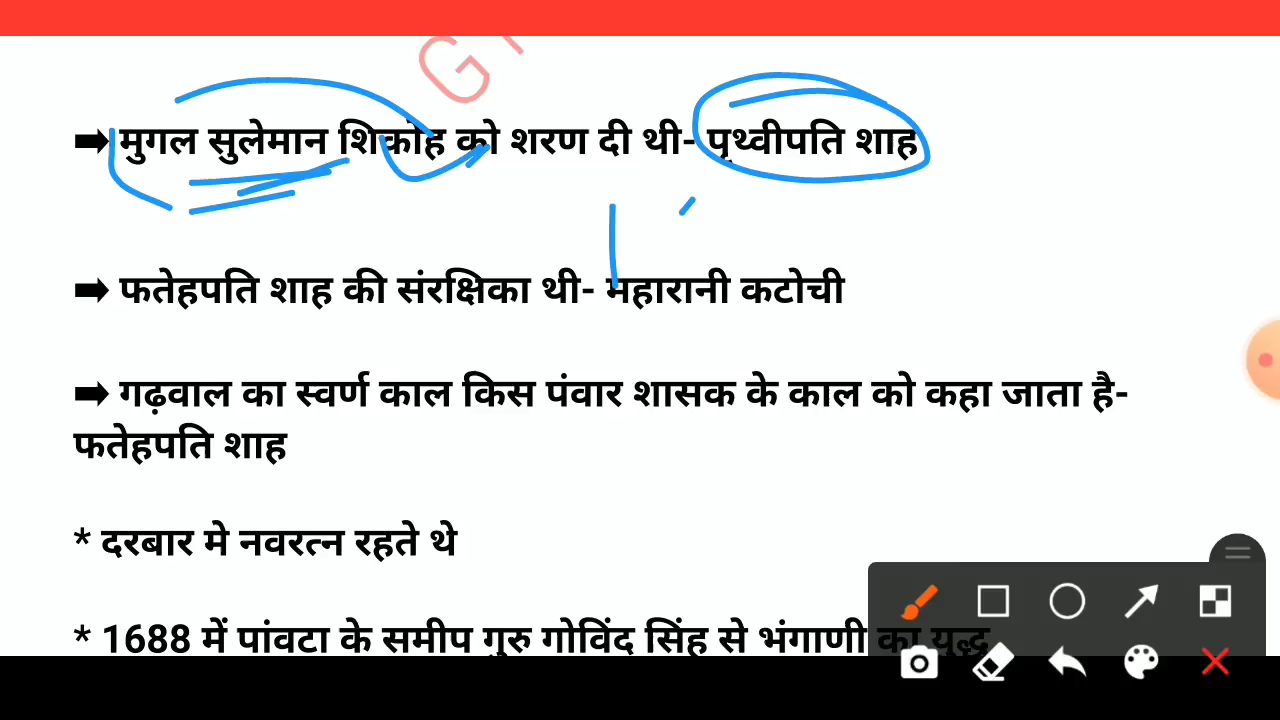 ➡ मुगल सुलेमान शिकोह को शरण दी थी- पृथ्वीपति शाह
➡ फतेहपति शाह की संरक्षिका थी- महारानी कटोची
➡ गढ़वाल का स्वर्ण काल किस पंवार शासक के काल को कहा जाता है-
फतेहपति शाह
* दरबार मे नवरत्न रहते थे
* 1688 में पांवटा के समीप गुरु गोविंद सिंह से भंगाणी का युद्ध